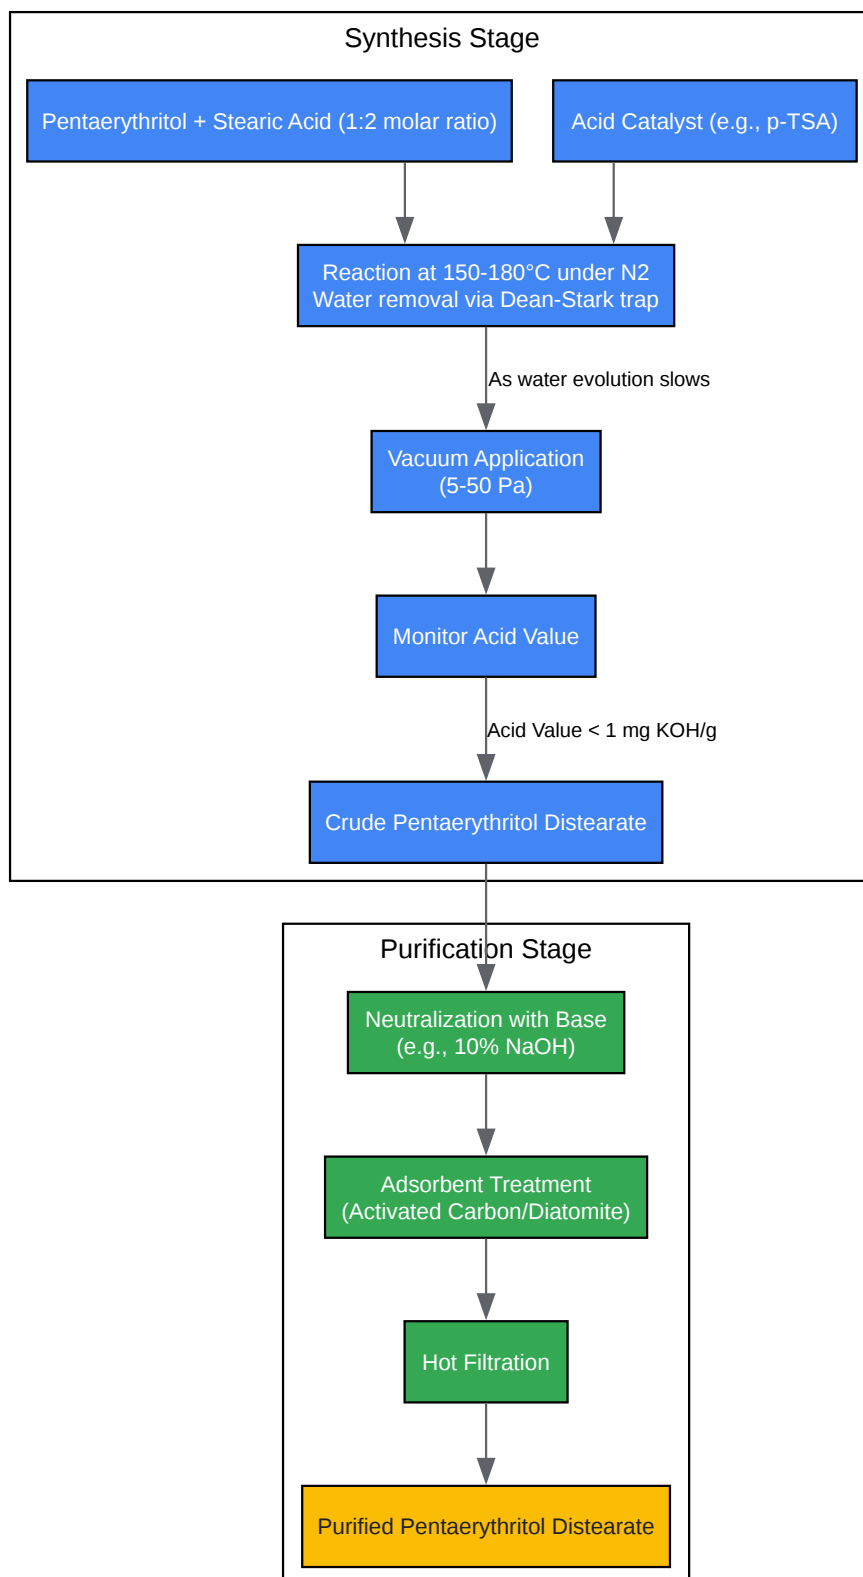 Synthesis Stage
Pentaerythritol + Stearic Acid (1:2 molar ratio)
Acid Catalyst (e.g., p-TSA)
Reaction at 150-180°C under N2
Water removal via Dean-Stark trap
As water evolution slows
Vacuum Application
(5-50 Pa)
Monitor Acid Value
Acid Value < 1 mg KOH/g
Crude Pentaerythritol Distearate
Purification Stage
Neutralization with Base
(e.g., 10% NaOH)
Adsorbent Treatment
(Activated Carbon/Diatomite)
Hot Filtration
Purified Pentaerythritol Distearate